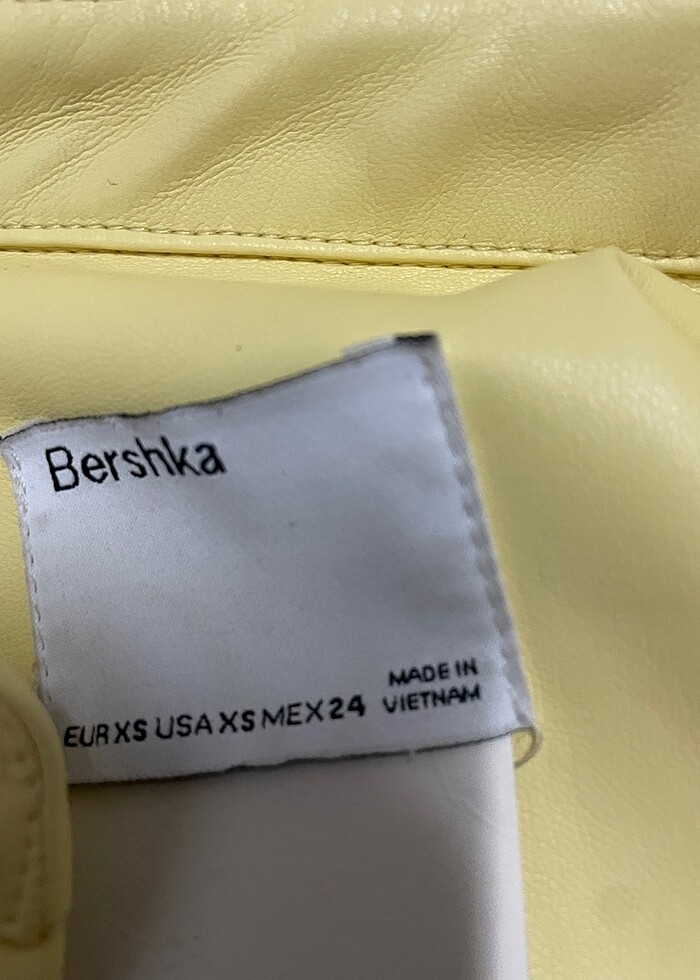 Bershka
MADE IN
VIETNAM
EUR XS USA XS MEX 24